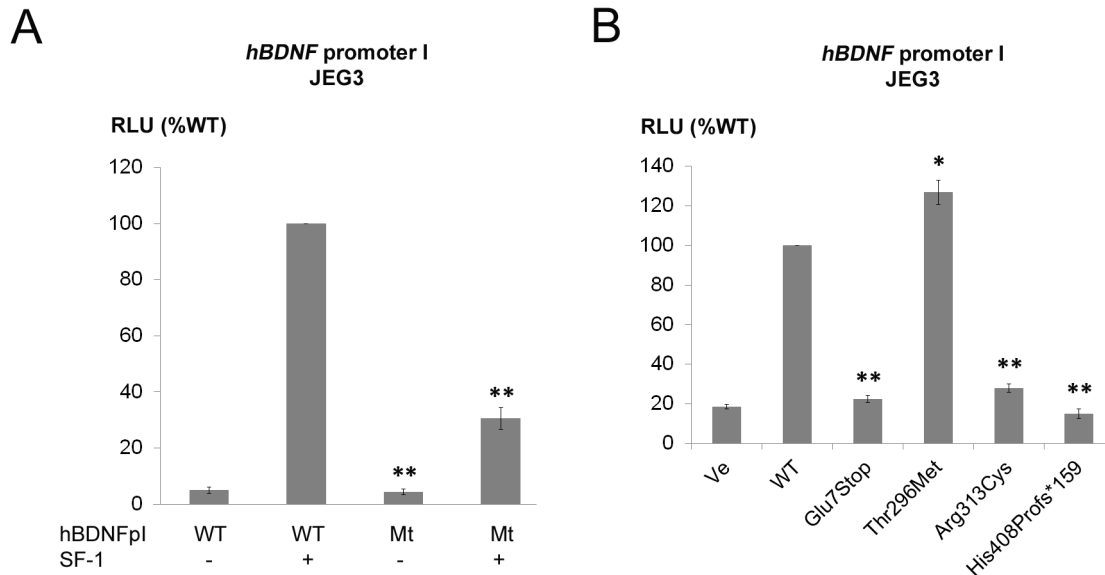 A
hBDNF promoter I
JEG3
RLU (%WT)
120
100
80
60
40
20
0
**
**
hBDNFpI WT WT Mt Mt
SF-1 - + - +
B
hBDNF promoter I
JEG3
RLU (%WT)
140
120
100
80
60
40
20
0
*
**
**
**
Ve
WT
Glu7Stop
Thr296Met
Arg313Cys
His408Profs*159